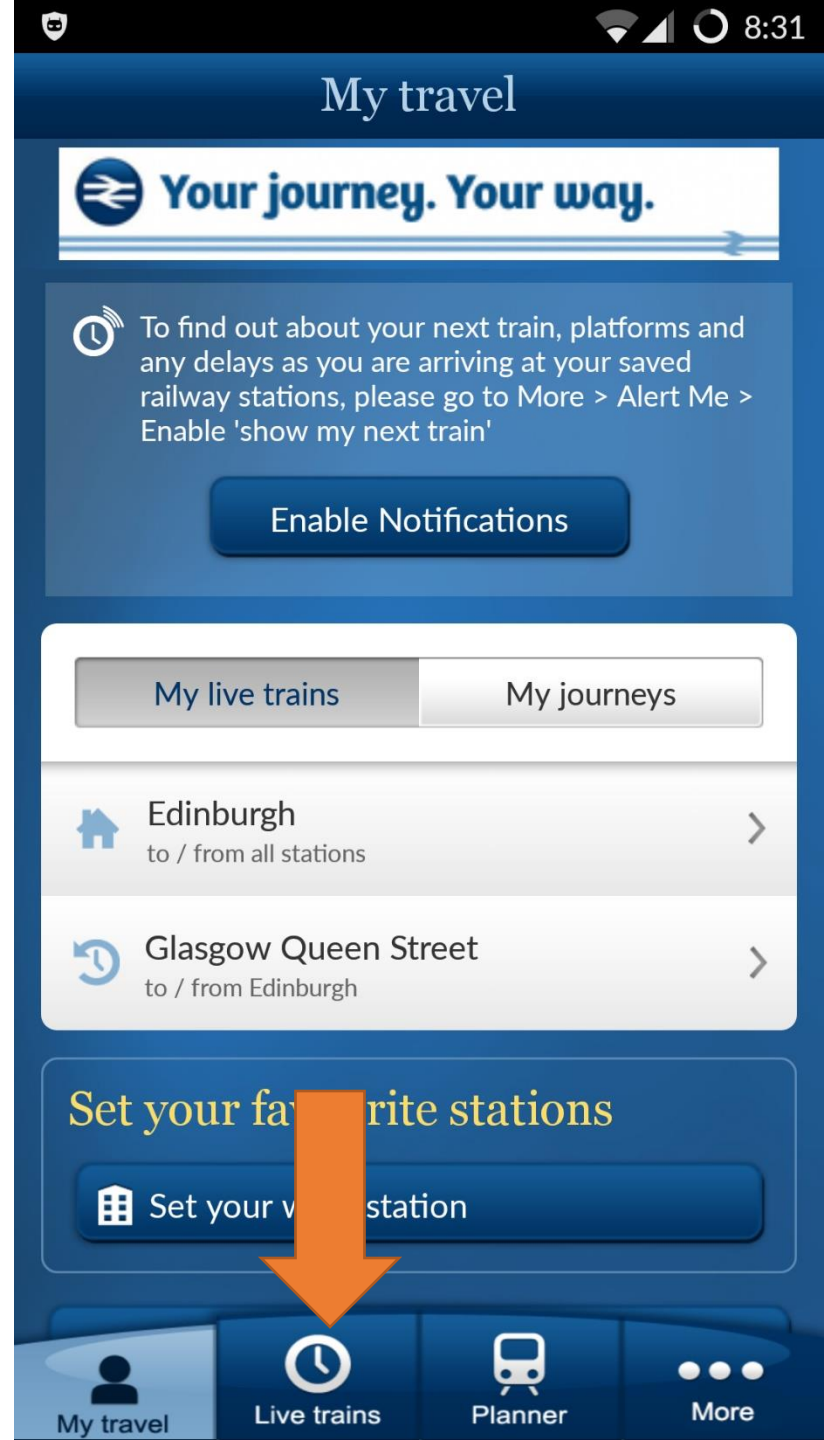 8:31
My travel
Your journey. Your way.
To find out about your next train, platforms and
any delays as you are arriving at your saved
railway stations, please go to More > Alert Me >
Enable 'show my next train'
Enable Notifications
My live trains My journeys
Edinburgh
to / from all stations
Glasgow Queen Street
to / from Edinburgh
Set your rite stations
Set your station
My travel Live trains Planner More